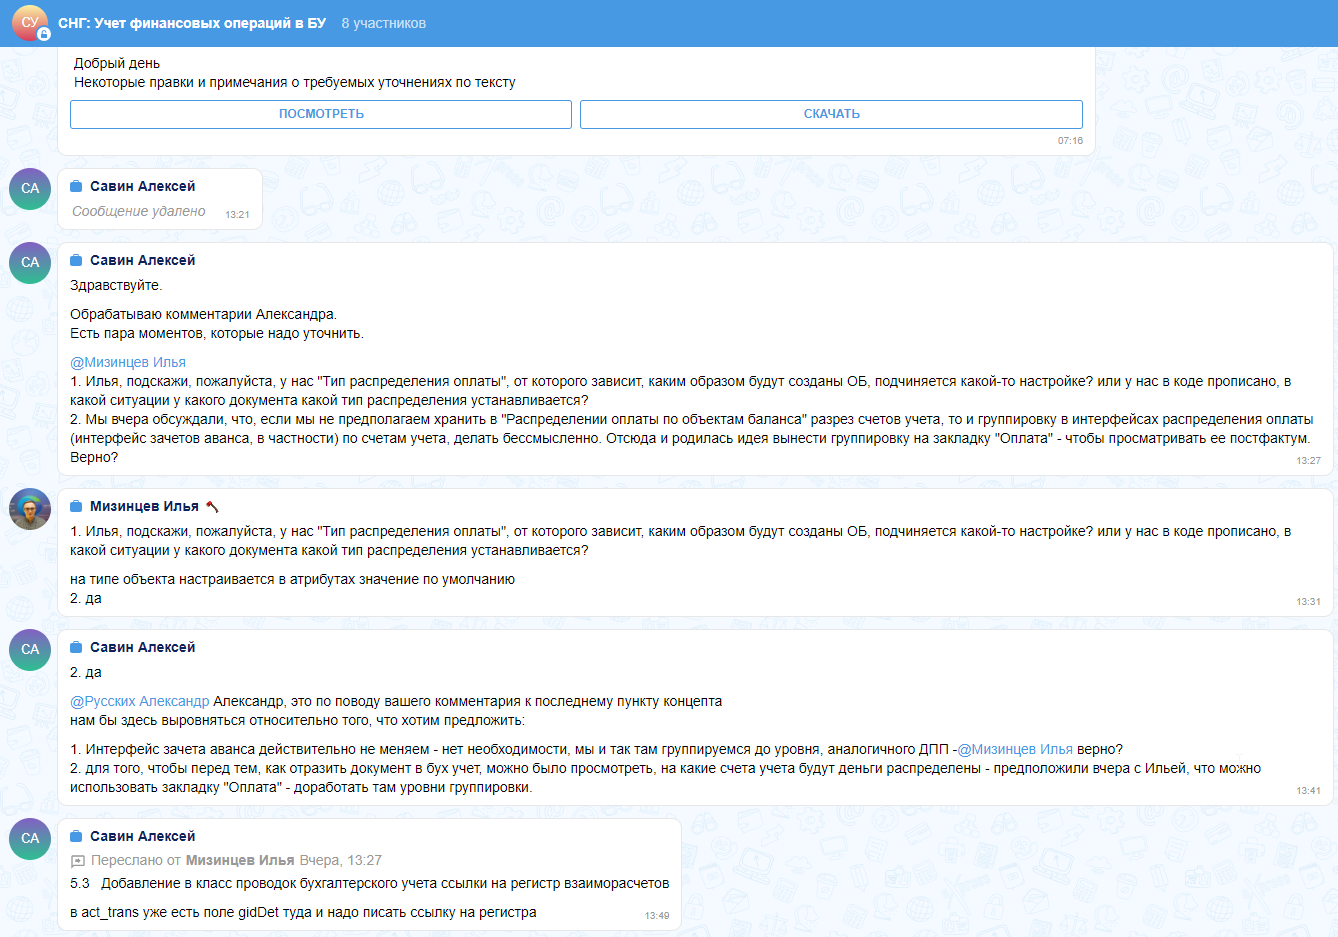 СУ СНГ: Учет финансовых операций в БУ 8 участников
Добрый день
Некоторые правки и примечания о требуемых уточнениях по тексту
ПОСМОТРЕТЬ СКАЧАТЬ
07:16
СА Савин Алексей
Сообщение удалено 13:21
СА Савин Алексей
Здравствуйте.
Обрабатываю комментарии Александра.
Есть пара моментов, которые надо уточнить.
@Мизинцев Илья
1. Илья, подскажи, пожалуйста, у нас "Тип распределения оплаты", от которого зависит, каким образом будут созданы ОБ, подчиняется какой-то настройке? или у нас в коде прописано, в
какой ситуации у какого документа какой тип распределения устанавливается?
2. Мы вчера обсуждали, что, если мы не предполагаем хранить в "Распределении оплаты по объектам баланса" разрез счетов учета, то и группировку в интерфейсах распределения оплаты
(интерфейс зачетов аванса, в частности) по счетам учета, делать бессмысленно. Отсюда и родилась идея вынести группировку на закладку "Оплата" - чтобы просматривать ее постфактум.
Верно? 13:27
Мизинцев Илья
1. Илья, подскажи, пожалуйста, у нас "Тип распределения оплаты", от которого зависит, каким образом будут созданы ОБ, подчиняется какой-то настройке? или у нас в коде прописано, в
какой ситуации у какого документа какой тип распределения устанавливается?
на типе объекта настраивается в атрибутах значение по умолчанию
2. да 13:31
СА Савин Алексей
2. да
@Русских Александр Александр, это по поводу вашего комментария к последнему пункту концепта
нам бы здесь выровняться относительно того, что хотим предложить:
1. Интерфейс зачета аванса действительно не меняем - нет необходимости, мы и так там группируемся до уровня, аналогичного ДПП -@Мизинцев Илья верно?
2. для того, чтобы перед тем, как отразить документ в бух учет, можно было просмотреть, на какие счета учета будут деньги распределены - предположили вчера с Ильей, что можно
использовать закладку "Оплата" - доработать там уровни группировки. 13:41
СА Савин Алексей
Переслано от Мизинцев Илья Вчера, 13:27
5.3 Добавление в класс проводок бухгалтерского учета ссылки на регистр взаиморасчетов
в act_trans уже есть поле gidDet туда и надо писать ссылку на регистра 13:49